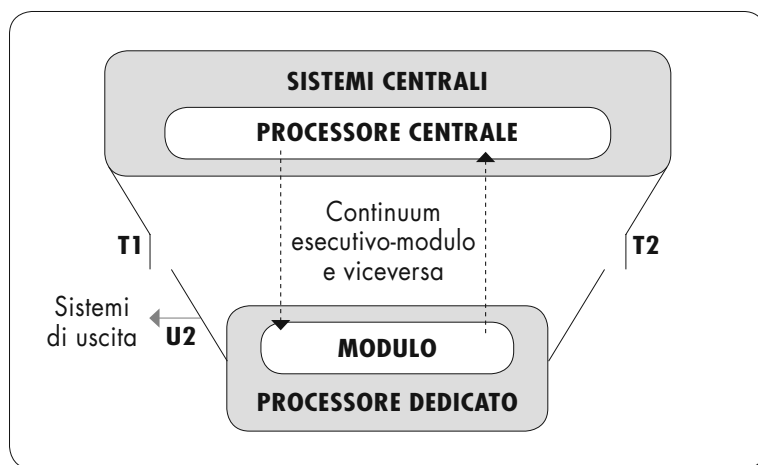 SISTEMI CENTRALI
PROCESSORE CENTRALE
Continuum
esecutivo-modulo
e viceversa
T1
T2
Sistemi
di uscita
U2
MODULO
PROCESSORE DEDICATO